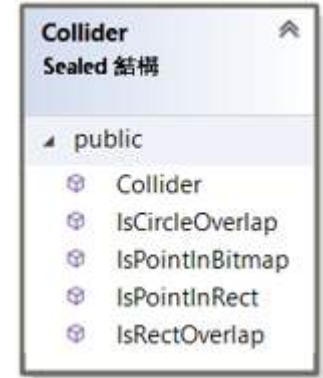 Collider
Sealed 結構
public
Collider
IsCircleOverlap
IsPointInBitmap
IsPointInRect
IsRectOverlap